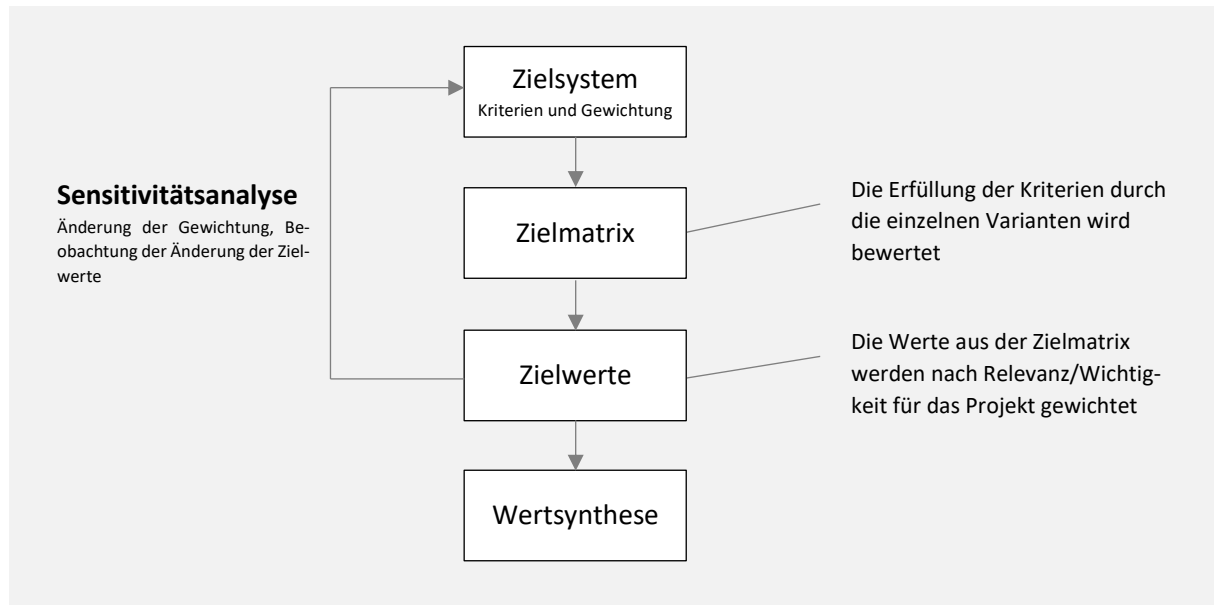 Zielsystem
Kriterien und Gewichtung
Sensitivitätsanalyse
Änderung der Gewichtung, Be-
obachtung der Änderung der Ziel-
werte
Zielmatrix
Die Erfüllung der Kriterien durch
die einzelnen Varianten wird
bewertet
Zielwerte
Die Werte aus der Zielmatrix
werden nach Relevanz/Wichtig-
keit für das Projekt gewichtet
Wertsynthese